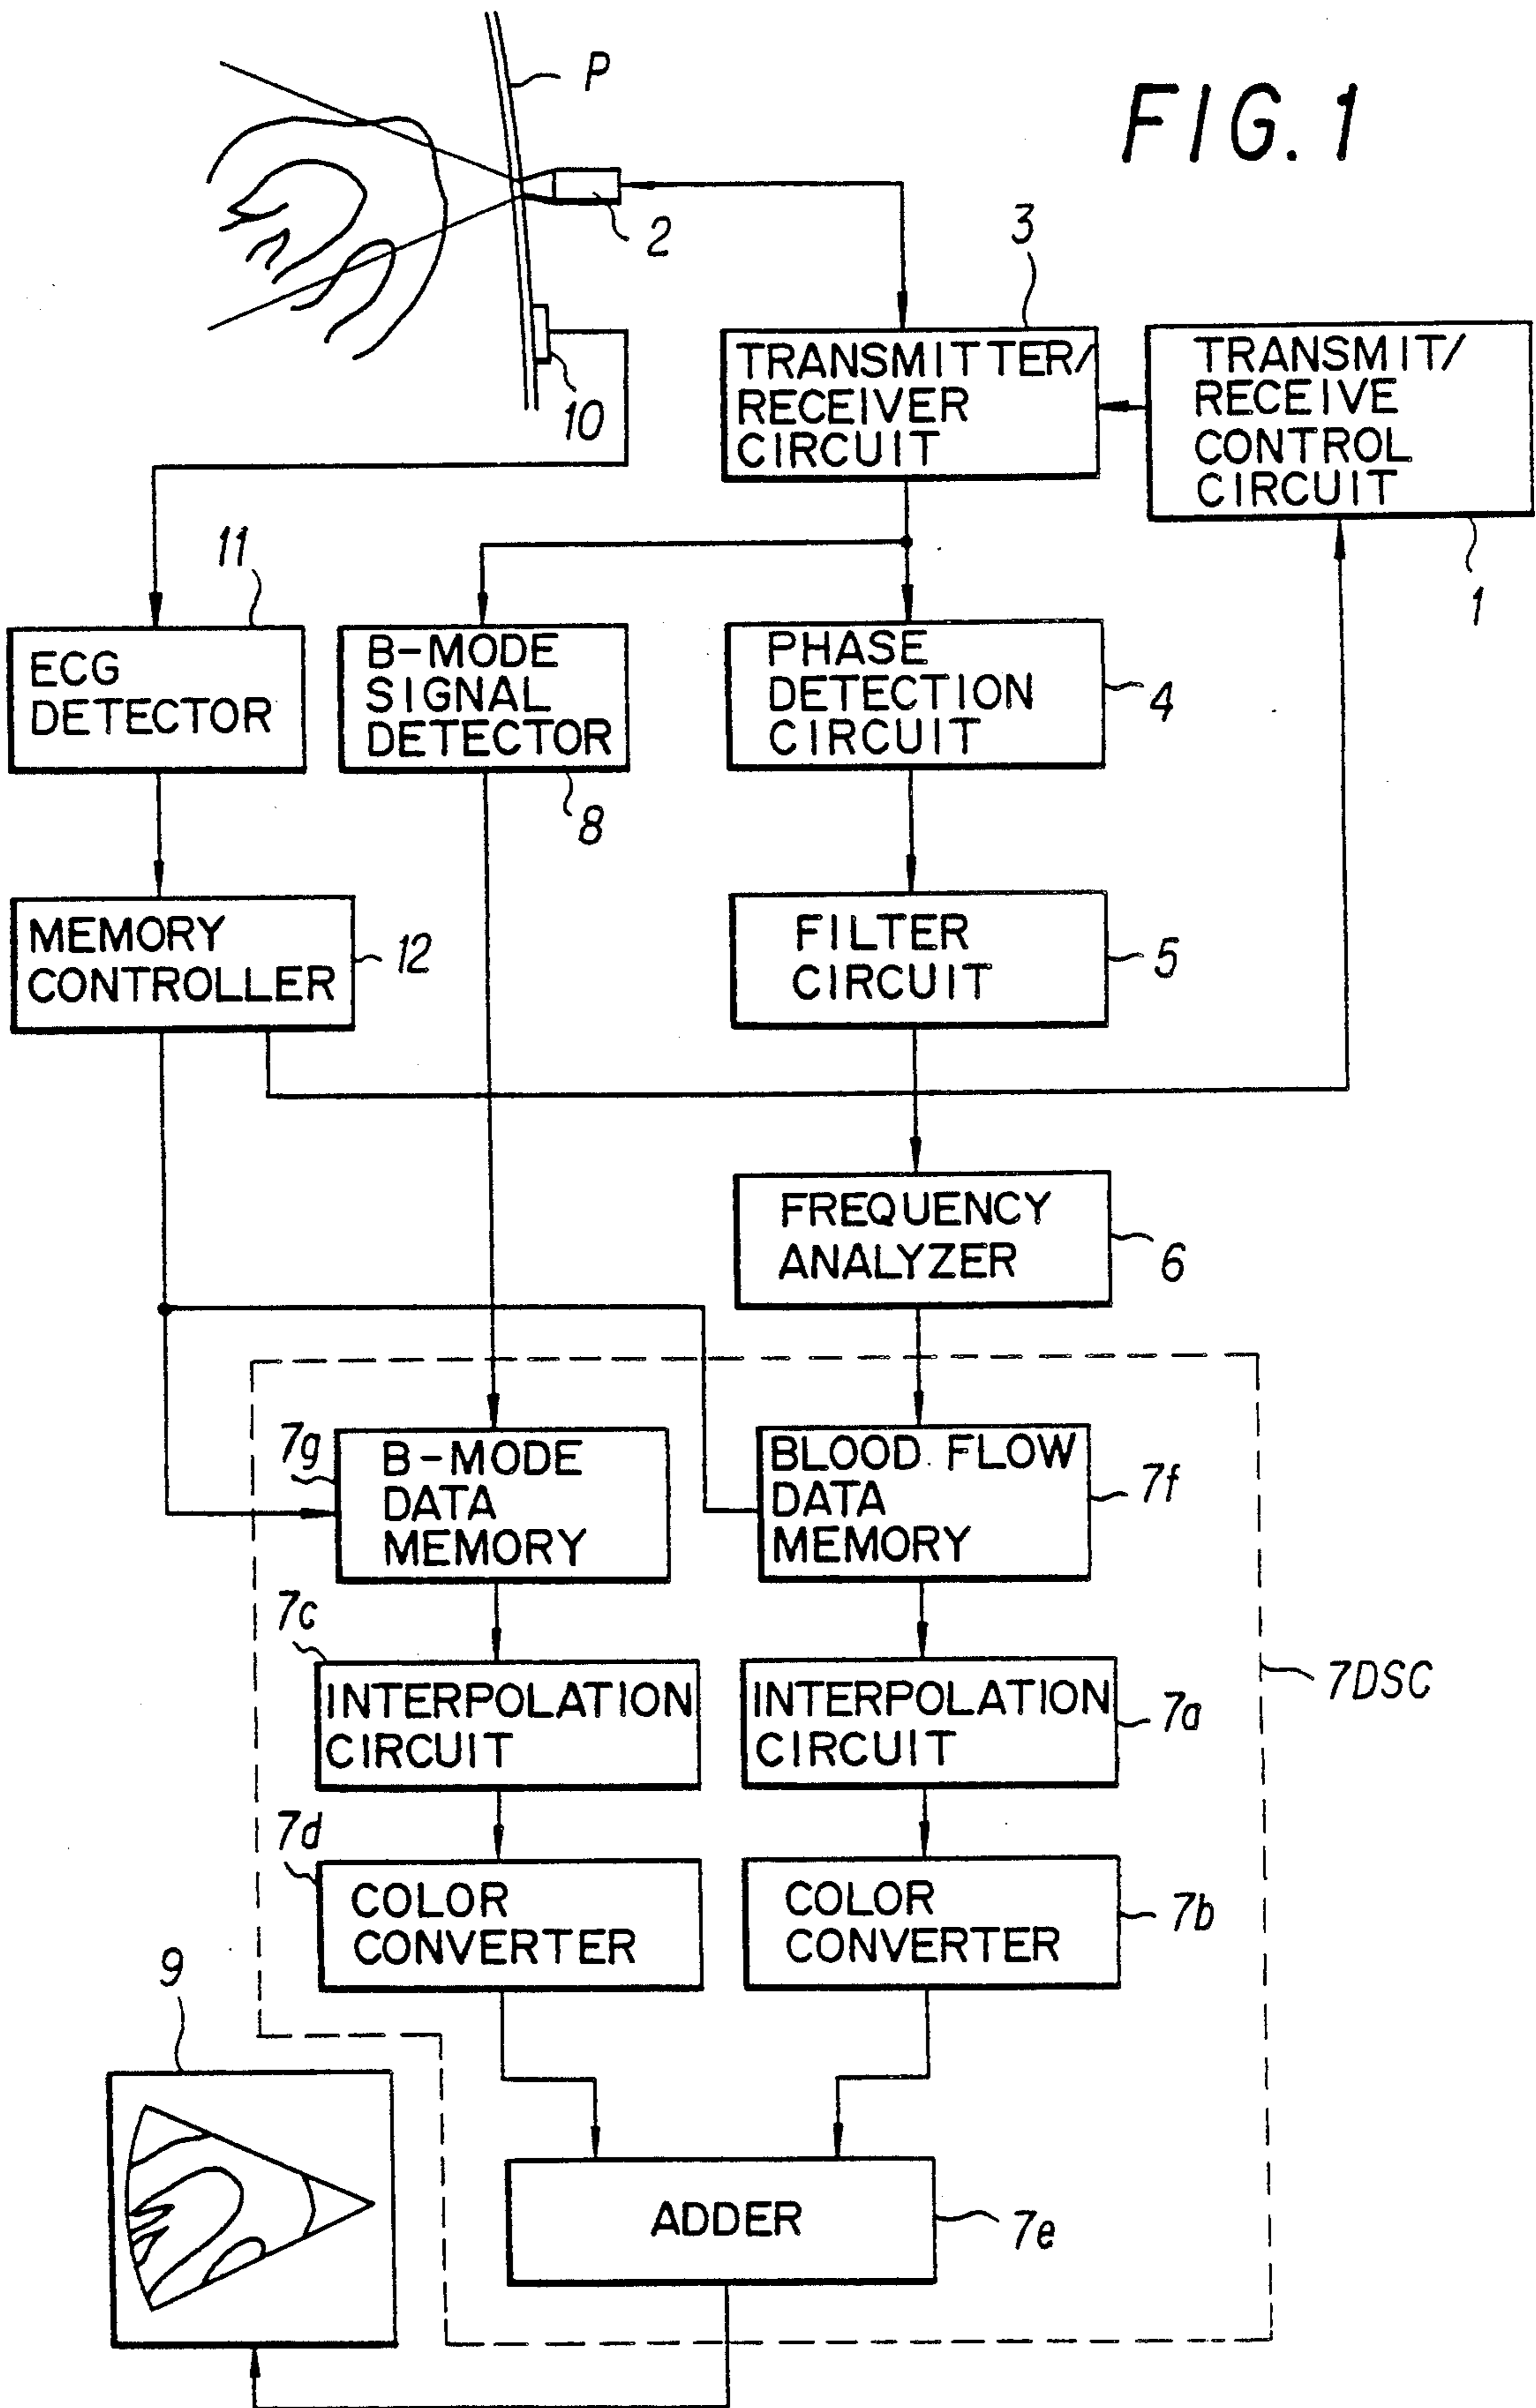 FIG. 1
P
2
3
10
TRANSMITTER/
RECEIVER
CIRCUIT
TRANSMIT/
RECEIVE
CONTROL
CIRCUIT
1
11
ECG
DETECTOR
B-MODE
SIGNAL
DETECTOR
8
PHASE
DETECTION
CIRCUIT
4
MEMORY
CONTROLLER
12
FILTER
CIRCUIT
5
FREQUENCY
ANALYZER
6
7g
B-MODE
DATA
MEMORY
BLOOD FLOW
DATA
MEMORY
7f
7c
INTERPOLATION
CIRCUIT
INTERPOLATION
CIRCUIT
7a
7DSC
7d
COLOR
CONVERTER
COLOR
CONVERTER
7b
9
ADDER
7e